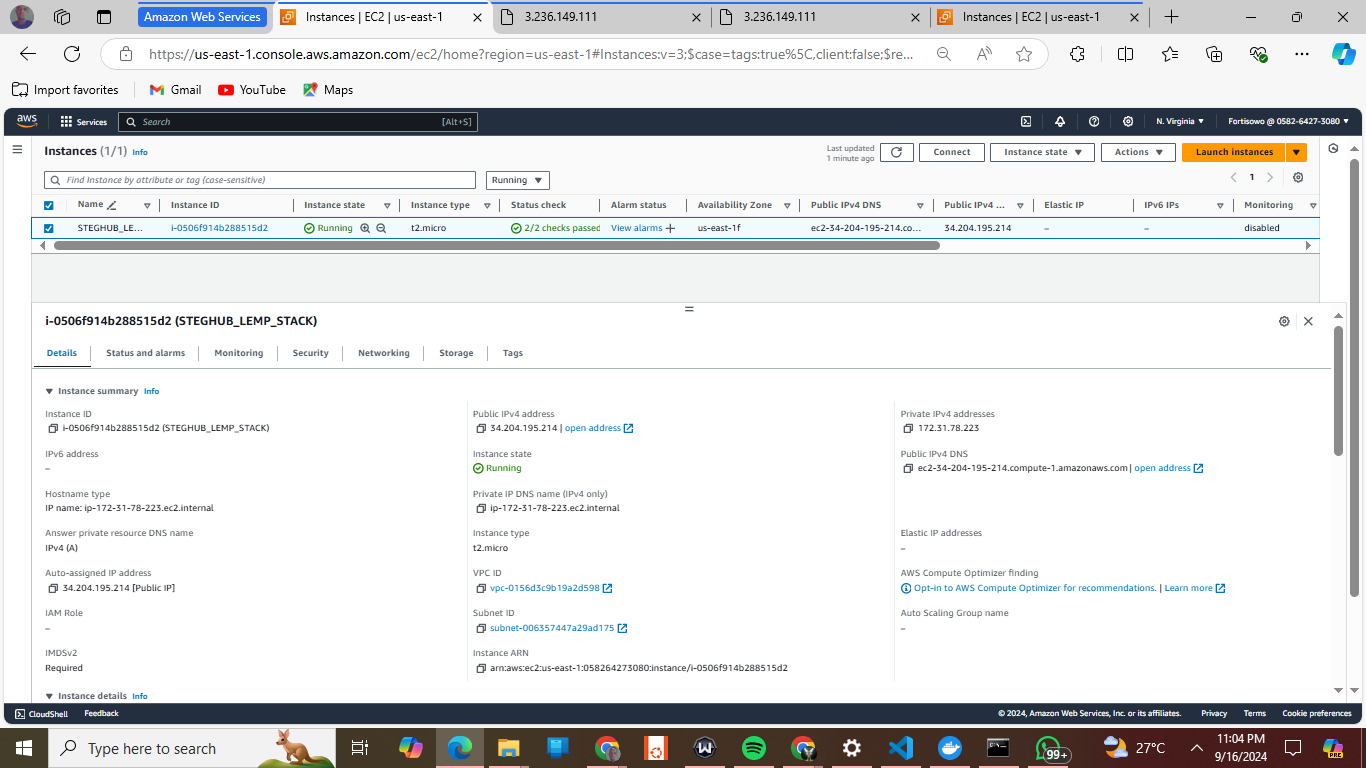 Amazon Web Services
Instances | EC2 | us-east-1
3.236.149.111
3.236.149.111
Instances | EC2 | us-east-1
https://us-east-1.console.aws.amazon.com/ec2/home?region=us-east-1#Instances:v=3;$case=tags:true%5C,client:false;$re...
Import favorites
Gmail
YouTube
Maps
aws
Services
Search
[Alt+S]
N. Virginia
Fortisowo @ 0582-6427-3080
Instances (1/1) Info
Last updated
1 minute ago
Connect
Instance state
Actions
Launch instances
Find Instance by attribute or tag (case-sensitive)
Running
1
Name Instance ID Instance state Instance type Status check Alarm status Availability Zone Public IPv4 DNS Public IPv4 ... Elastic IP IPv6 IPs Monitoring
STEGHUB_LE... i-0506f914b288515d2 Running t2.micro 2/2 checks passed View alarms us-east-1f ec2-34-204-195-214.co... 34.204.195.214 – – disabled
i-0506f914b288515d2 (STEGHUB_LEMP_STACK)
Details
Status and alarms
Monitoring
Security
Networking
Storage
Tags
Instance summary Info
Instance ID
i-0506f914b288515d2 (STEGHUB_LEMP_STACK)
Public IPv4 address
34.204.195.214 | open address
Private IPv4 addresses
172.31.78.223
IPv6 address
–
Instance state
Running
Public IPv4 DNS
ec2-34-204-195-214.compute-1.amazonaws.com | open address
Hostname type
IP name: ip-172-31-78-223.ec2.internal
Private IP DNS name (IPv4 only)
ip-172-31-78-223.ec2.internal
Answer private resource DNS name
IPv4 (A)
Instance type
t2.micro
Elastic IP addresses
–
Auto-assigned IP address
34.204.195.214 [Public IP]
VPC ID
vpc-0156d3c9b19a2d598
AWS Compute Optimizer finding
Opt-in to AWS Compute Optimizer for recommendations. | Learn more
IAM Role
–
Subnet ID
subnet-006357447a29ad175
Auto Scaling Group name
–
IMDSv2
Required
Instance ARN
arn:aws:ec2:us-east-1:058264273080:instance/i-0506f914b288515d2
Instance details Info
CloudShell
Feedback
© 2024, Amazon Web Services, Inc. or its affiliates.
Privacy
Terms
Cookie preferences
Type here to search
99+
27°C
11:04 PM
9/16/2024
PRE